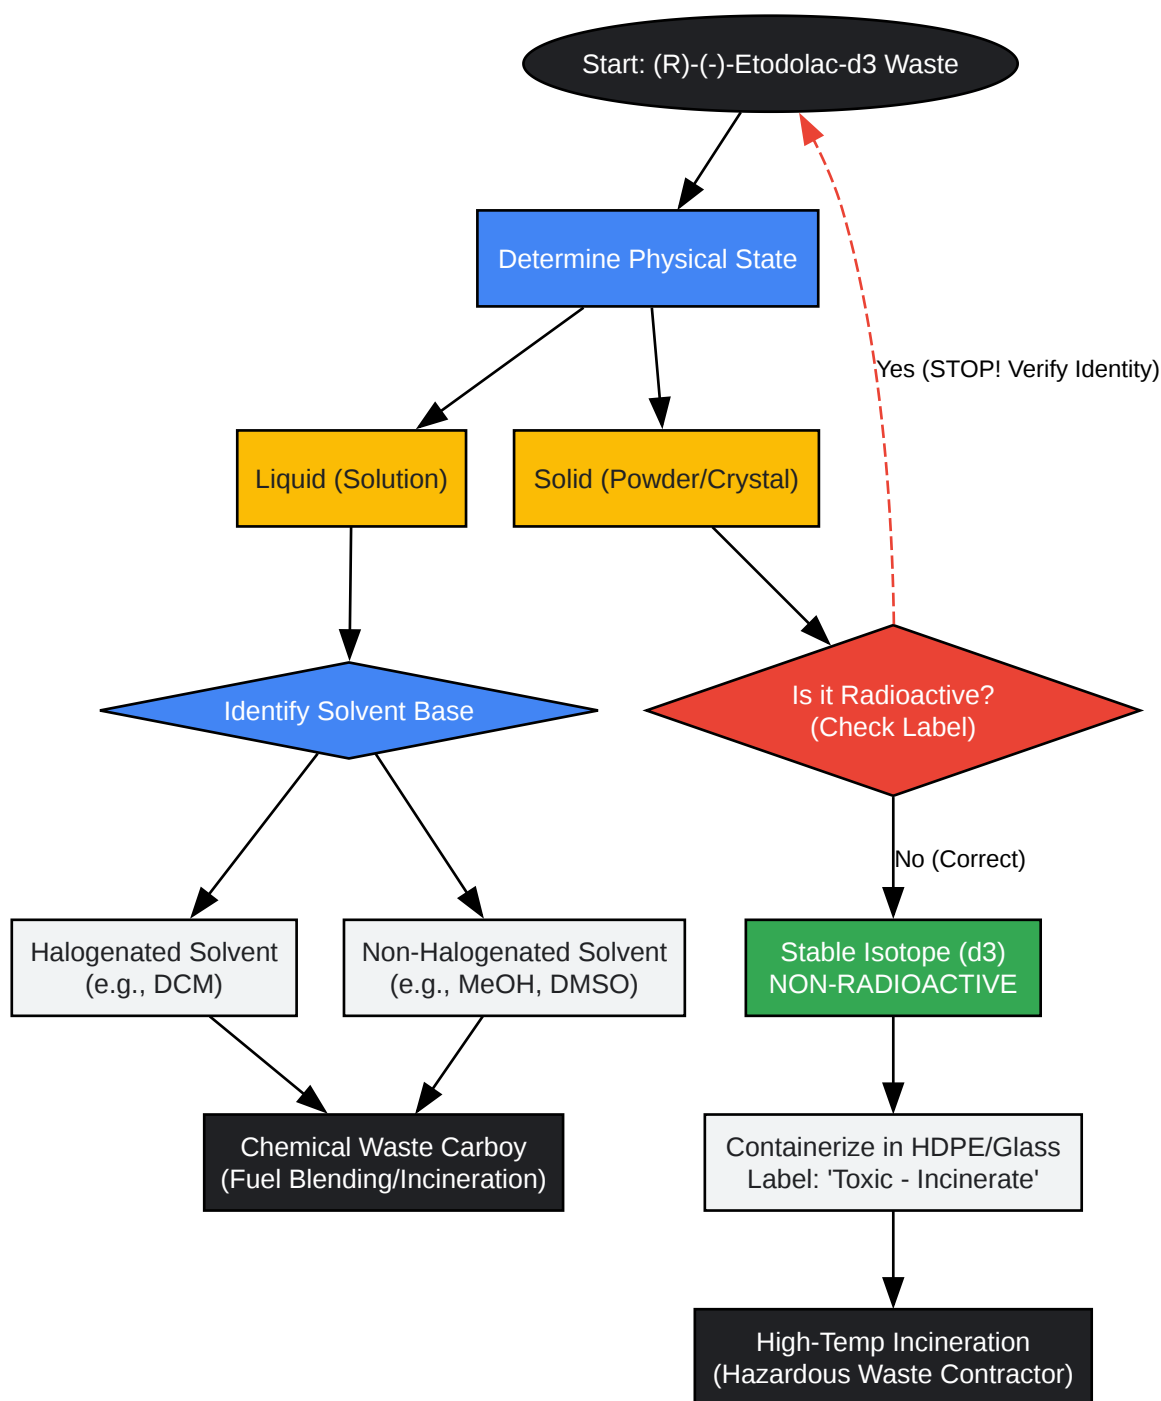 Start: (R)-(-)-Etodolac-d3 Waste
Determine Physical State
Yes (STOP! Verify Identity)
Liquid (Solution)
Solid (Powder/Crystal)
Identify Solvent Base
Is it Radioactive?
(Check Label)
No (Correct)
Halogenated Solvent
(e.g., DCM)
Non-Halogenated Solvent
(e.g., MeOH, DMSO)
Stable Isotope (d3)
NON-RADIOACTIVE
Chemical Waste Carboy
(Fuel Blending/Incineration)
Containerize in HDPE/Glass
Label: 'Toxic - Incinerate'
High-Temp Incineration
(Hazardous Waste Contractor)